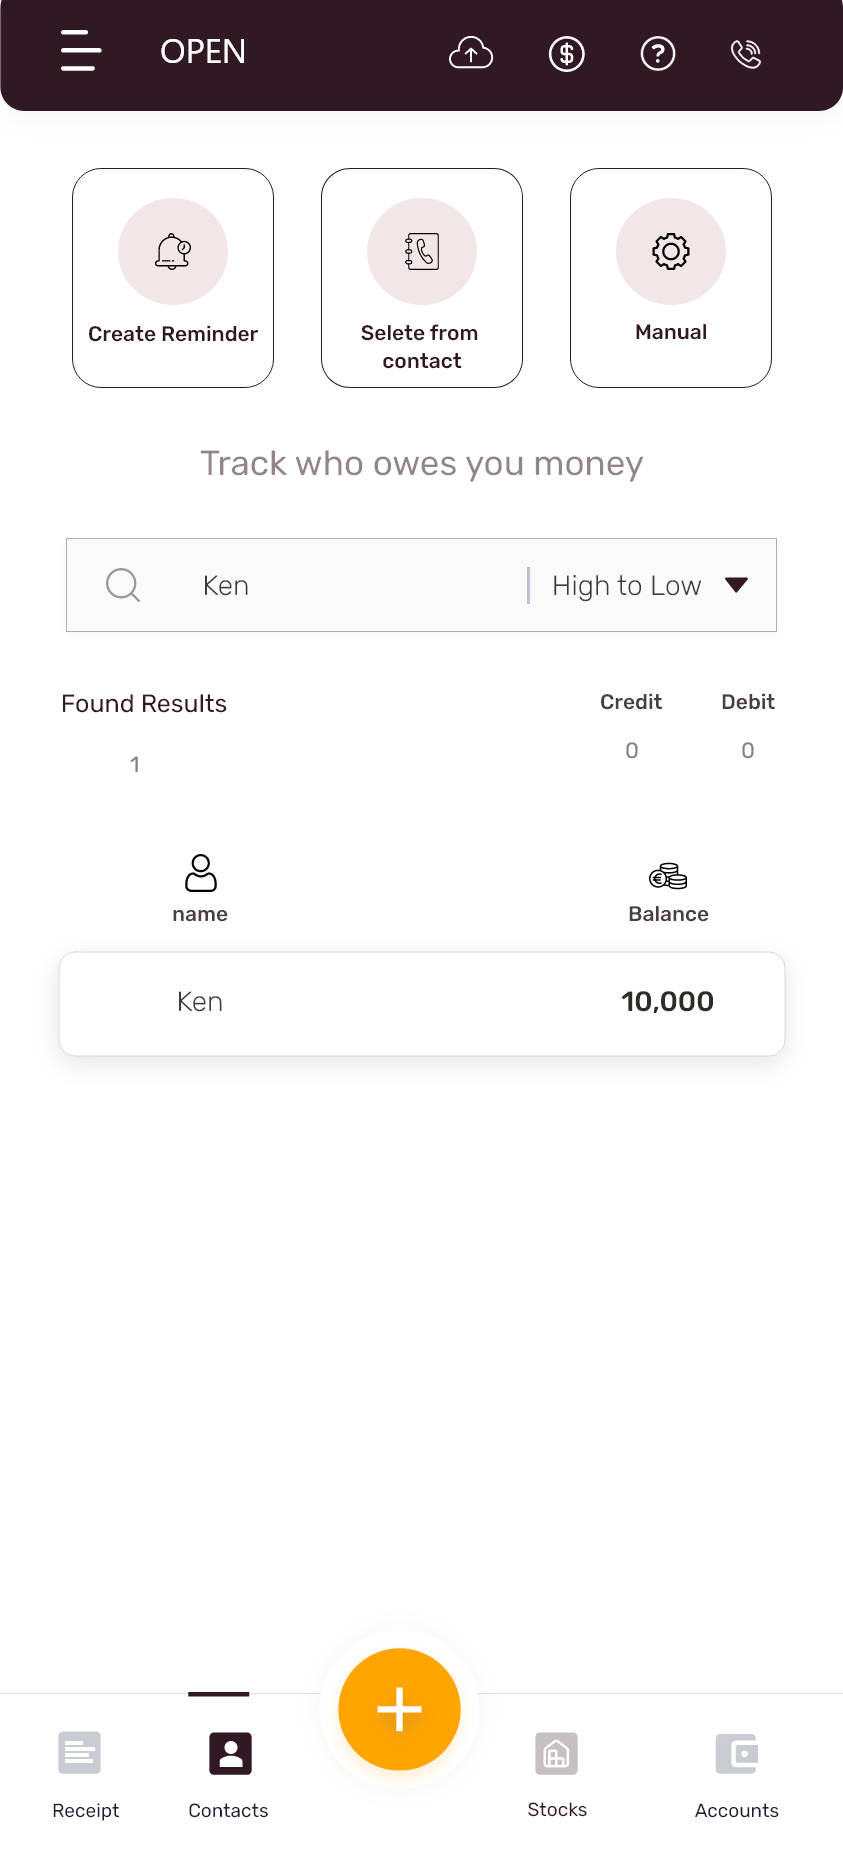 OPEN
Create Reminder
Selete from
contact
Manual
Track who owes you money
Ken
High to Low
Found Results
Credit
Debit
1
0
0
name
Balance
Ken
10,000
Receipt
Contacts
Stocks
Accounts